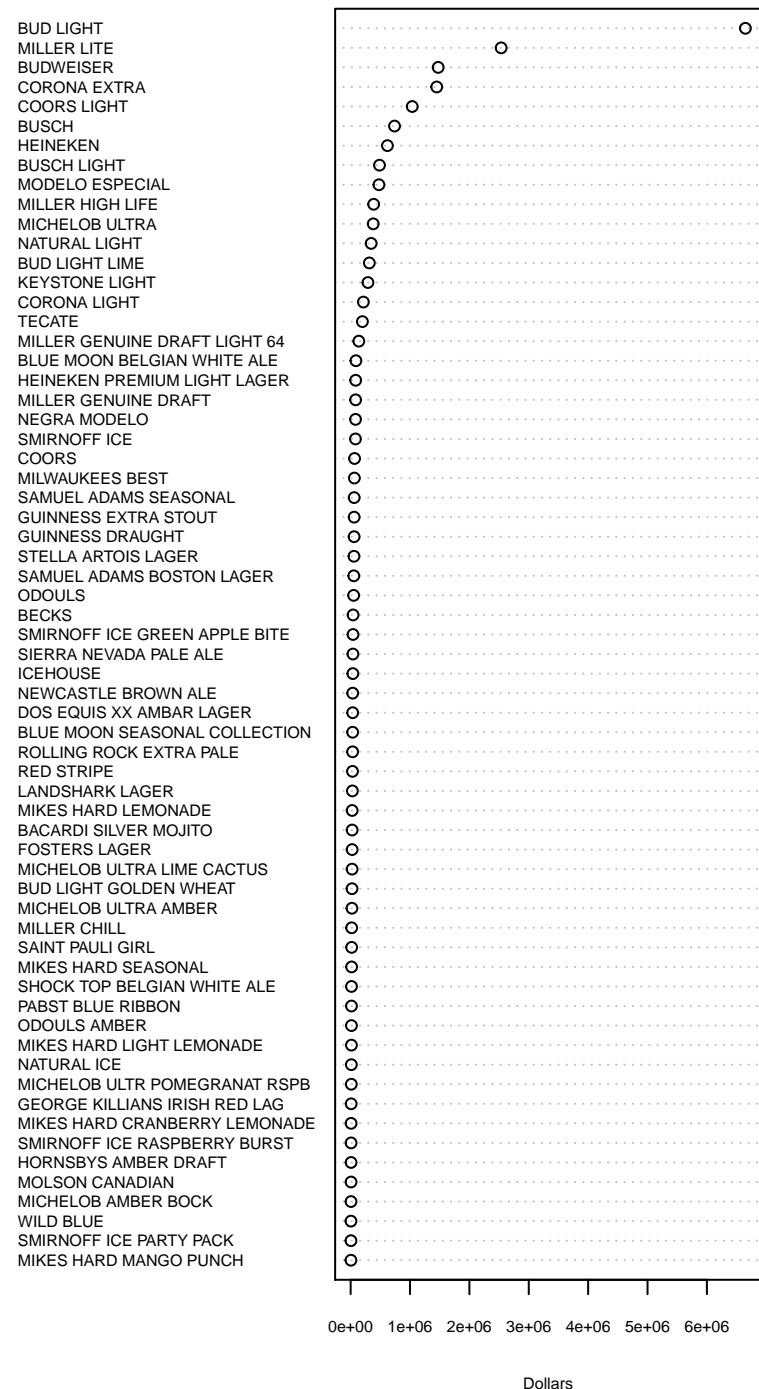 BUD LIGHT
MILLER LITE
BUDWEISER
CORONA EXTRA
COORS LIGHT
BUSCH
HEINEKEN
BUSCH LIGHT
MODELO ESPECIAL
MILLER HIGH LIFE
MICHELOB ULTRA
NATURAL LIGHT
BUD LIGHT LIME
KEYSTONE LIGHT
CORONA LIGHT
TECATE
MILLER GENUINE DRAFT LIGHT 64
BLUE MOON BELGIAN WHITE ALE
HEINEKEN PREMIUM LIGHT LAGER
MILLER GENUINE DRAFT
NEGRA MODELO
SMIRNOFF ICE
COORS
MILWAUKEES BEST
SAMUEL ADAMS SEASONAL
GUINNESS EXTRA STOUT
GUINNESS DRAUGHT
STELLA ARTOIS LAGER
SAMUEL ADAMS BOSTON LAGER
ODOULS
BECKS
SMIRNOFF ICE GREEN APPLE BITE
SIERRA NEVADA PALE ALE
ICEHOUSE
NEWCASTLE BROWN ALE
DOS EQUIS XX AMBAR LAGER
BLUE MOON SEASONAL COLLECTION
ROLLING ROCK EXTRA PALE
RED STRIPE
LANDSHARK LAGER
MIKES HARD LEMONADE
BACARDI SILVER MOJITO
FOSTERS LAGER
MICHELOB ULTRA LIME CACTUS
BUD LIGHT GOLDEN WHEAT
MICHELOB ULTRA AMBER
MILLER CHILL
SAINT PAULI GIRL
MIKES HARD SEASONAL
SHOCK TOP BELGIAN WHITE ALE
PABST BLUE RIBBON
ODOULS AMBER
MIKES HARD LIGHT LEMONADE
NATURAL ICE
MICHELOB ULTR POMEGRANAT RSPB
GEORGE KILLIANS IRISH RED LAG
MIKES HARD CRANBERRY LEMONADE
SMIRNOFF ICE RASPBERRY BURST
HORNSBYS AMBER DRAFT
MOLSON CANADIAN
MICHELOB AMBER BOCK
WILD BLUE
SMIRNOFF ICE PARTY PACK
MIKES HARD MANGO PUNCH
0e+00 1e+06 2e+06 3e+06 4e+06 5e+06 6e+06
Dollars